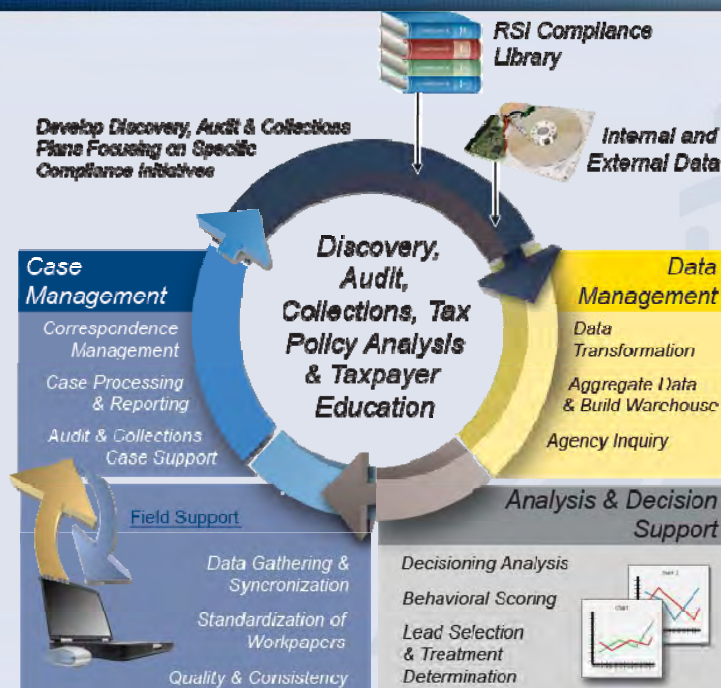 RSI Compliance
Library
Develop Discovery, Audit & Collections
Plans Focusing on Specific
Compliance Initiatives
Internal and
External Data
Discovery,
Audit,
Collections, Tax
Policy Analysis
& Taxpayer
Education
Case
Management
Correspondence
Management
Case Processing
& Reporting
Audit & Collections
Case Support
Data
Management
Data
Transformation
Aggregate Data
& Build Warehouse
Agency Inquiry
Field Support
Data Gathering &
Syncronization
Standardization of
Workpapers
Quality & Consistency
Analysis & Decision
Support
Decisioning Analysis
Behavioral Scoring
Lead Selection
& Treatment
Determination